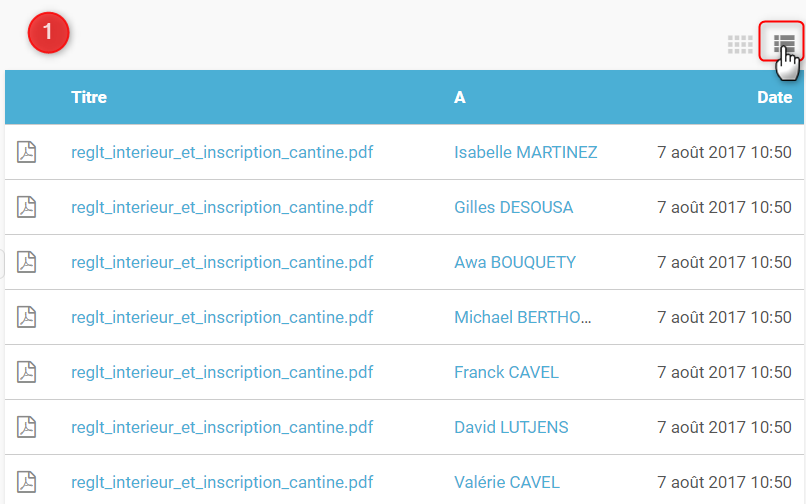 1
Titre A Date
reglt_interieur_et_inscription_cantine.pdf Isabelle MARTINEZ 7 août 2017 10:50
reglt_interieur_et_inscription_cantine.pdf Gilles DESOUSA 7 août 2017 10:50
reglt_interieur_et_inscription_cantine.pdf Awa BOUQUETY 7 août 2017 10:50
reglt_interieur_et_inscription_cantine.pdf Michael BERTHO... 7 août 2017 10:50
reglt_interieur_et_inscription_cantine.pdf Franck CAVEL 7 août 2017 10:50
reglt_interieur_et_inscription_cantine.pdf David LUTJENS 7 août 2017 10:50
reglt_interieur_et_inscription_cantine.pdf Valérie CAVEL 7 août 2017 10:50